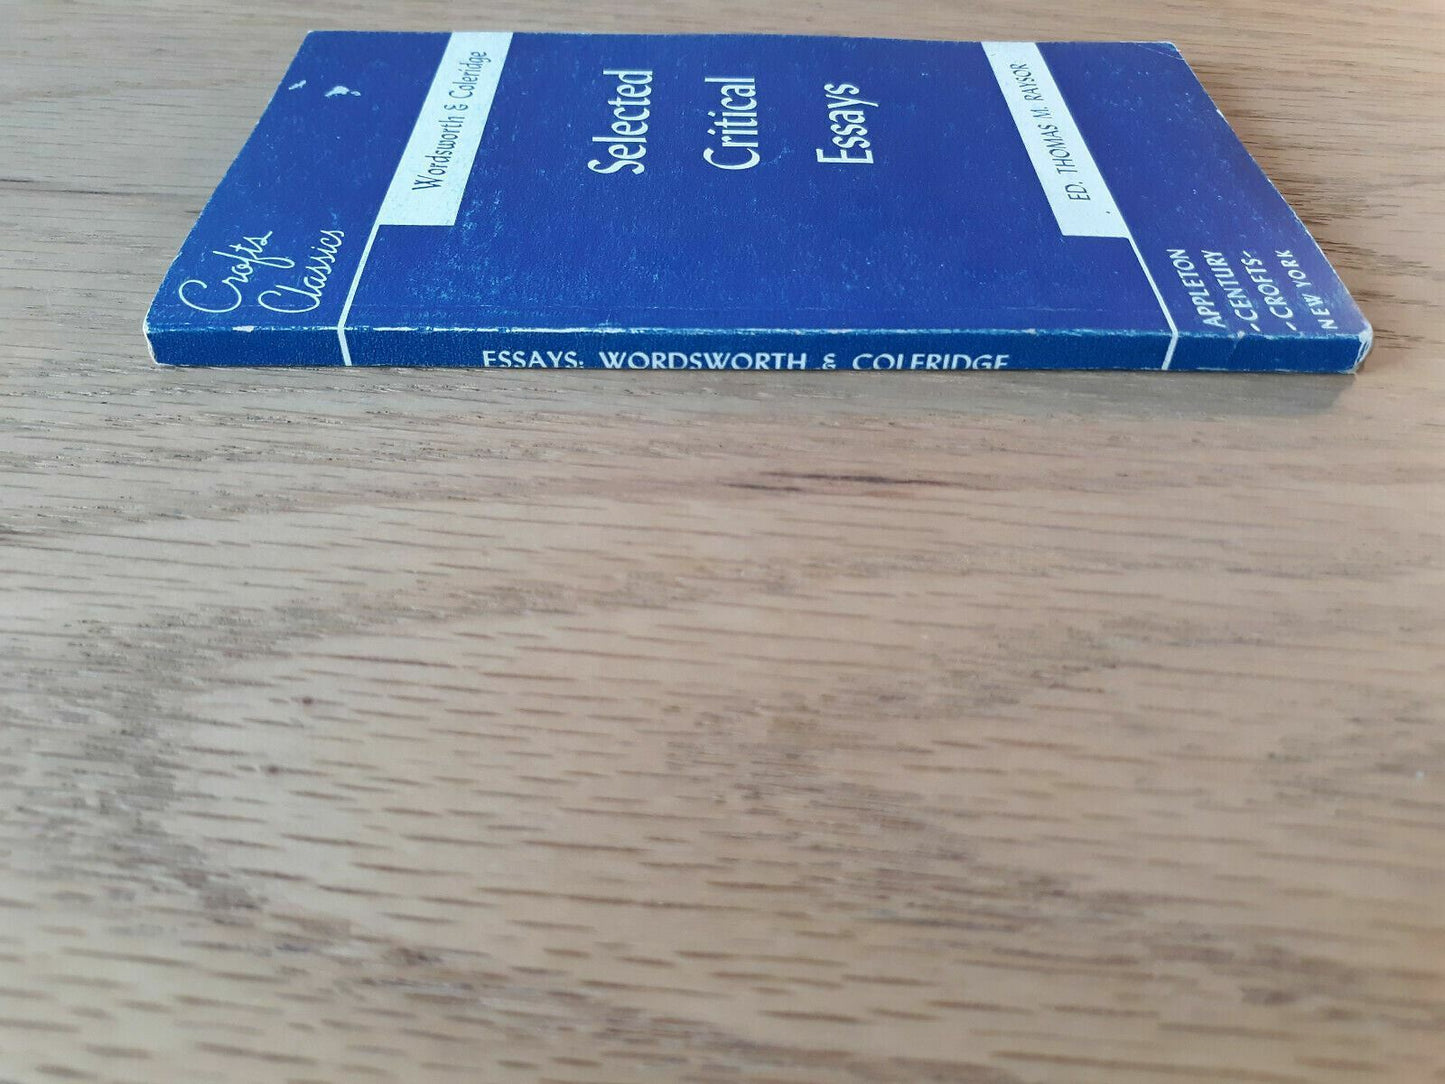 Crofts
Classics
Wordsworth & Coleridge
Selected
Critical
Essays
ED. THOMAS M. RAYSOR
APPLETON
-CENTURY
-CROFTS-
NEW YORK
ESSAYS: WORDSWORTH & COLERIDGE